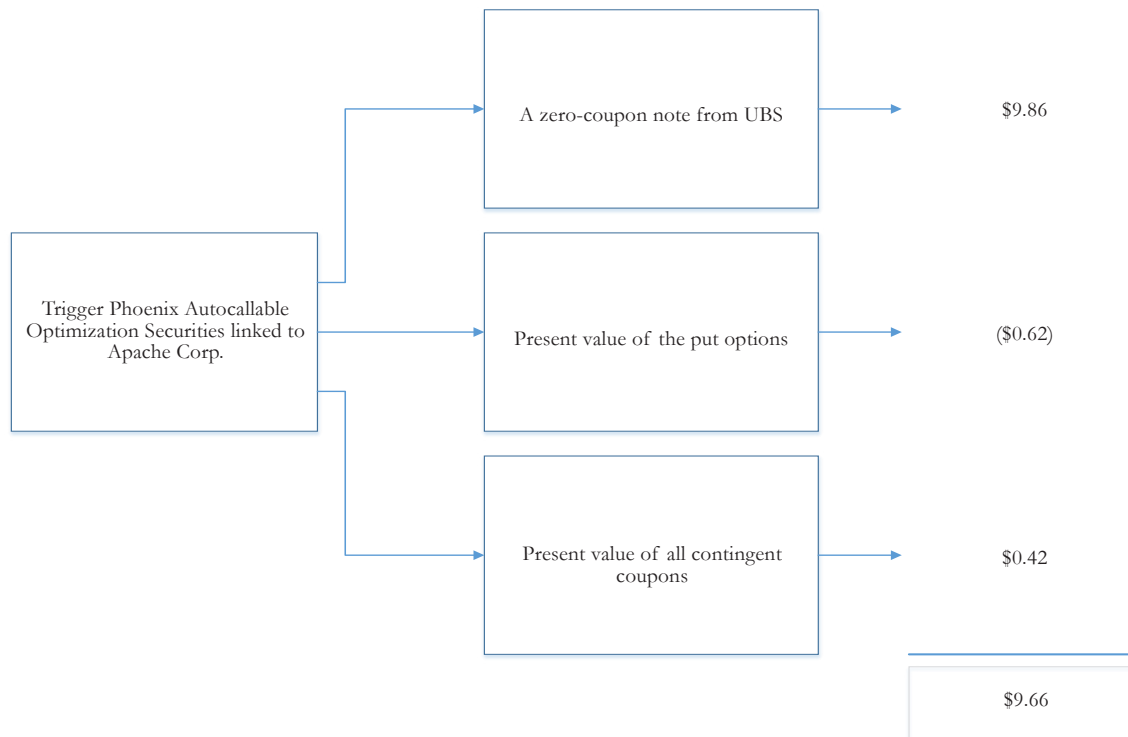 A zero-coupon note from UBS
$9.86
Trigger Phoenix Autocallable
Optimization Securities linked to
Apache Corp.
Present value of the put options
($0.62)
Present value of all contingent
coupons
$0.42
$9.66